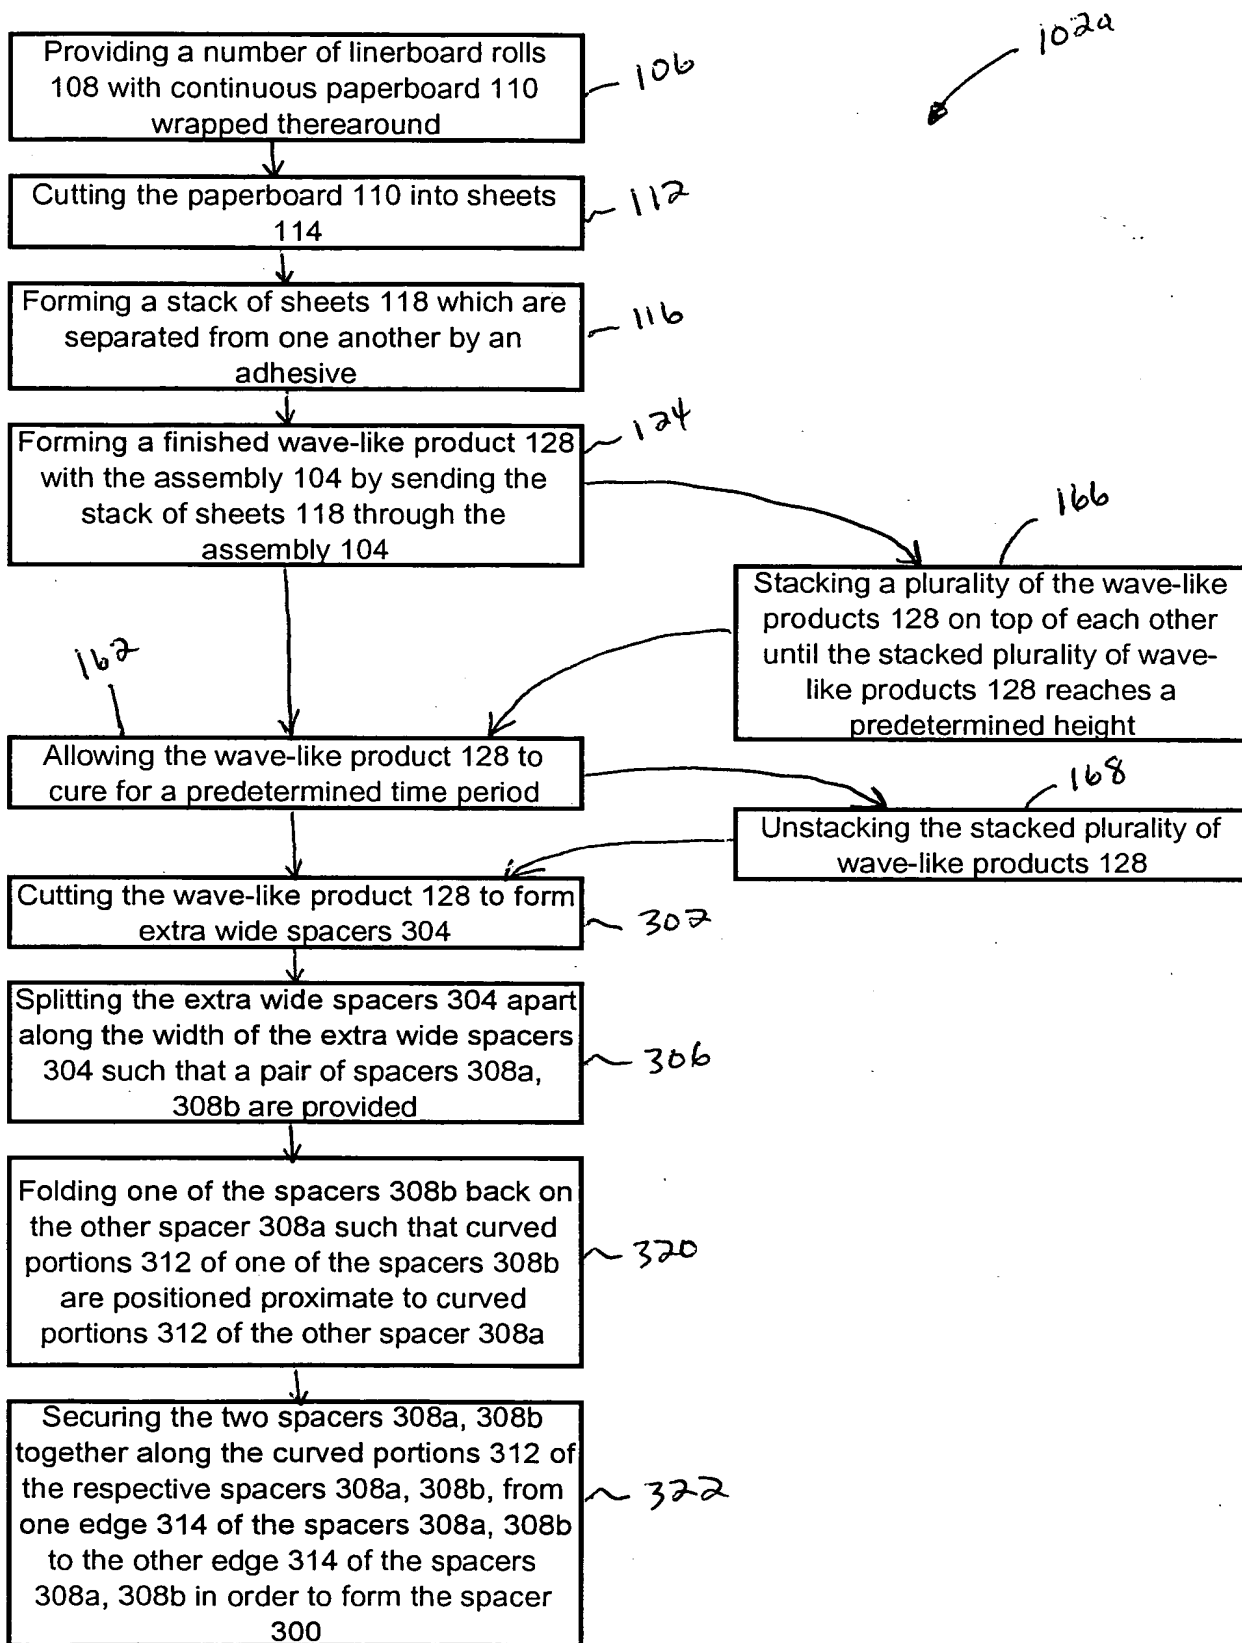 102a
Providing a number of linerboard rolls
108 with continuous paperboard 110
wrapped therearound
106
Cutting the paperboard 110 into sheets
114
112
Forming a stack of sheets 118 which are
separated from one another by an
adhesive
116
Forming a finished wave-like product 128
with the assembly 104 by sending the
stack of sheets 118 through the
assembly 104
124
166
Stacking a plurality of the wave-like
products 128 on top of each other
until the stacked plurality of wave-
like products 128 reaches a
predetermined height
162
Allowing the wave-like product 128 to
cure for a predetermined time period
168
Unstacking the stacked plurality of
wave-like products 128
Cutting the wave-like product 128 to form
extra wide spacers 304
302
Splitting the extra wide spacers 304 apart
along the width of the extra wide spacers
304 such that a pair of spacers 308a,
308b are provided
306
Folding one of the spacers 308b back on
the other spacer 308a such that curved
portions 312 of one of the spacers 308b
are positioned proximate to curved
portions 312 of the other spacer 308a
320
Securing the two spacers 308a, 308b
together along the curved portions 312 of
the respective spacers 308a, 308b, from
one edge 314 of the spacers 308a, 308b
to the other edge 314 of the spacers
308a, 308b in order to form the spacer
300
322